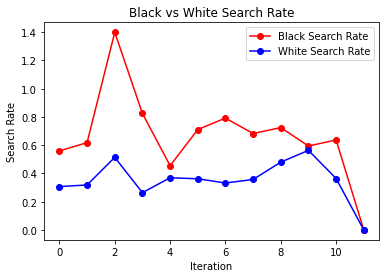 Black vs White Search Rate
Black Search Rate
White Search Rate
1.4
1.2
1.0
0.8
0.6
0.4
0.2
0.0
Search Rate
0 2 4 6 8 10
Iteration